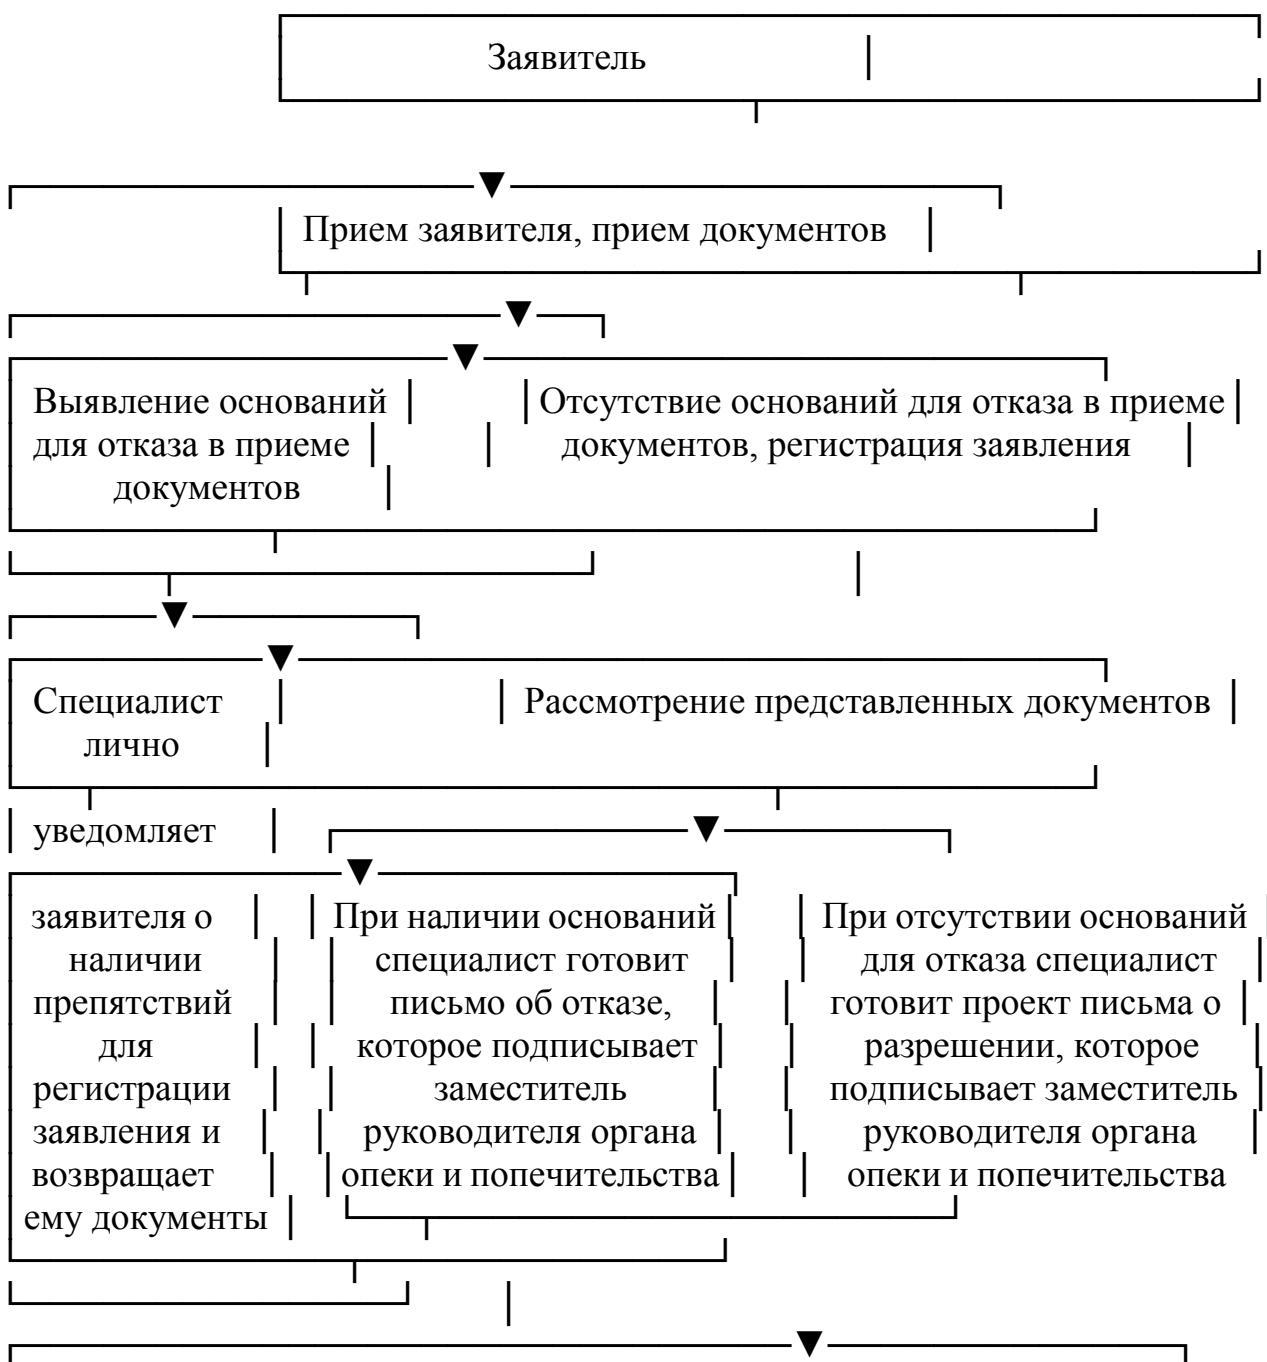 Заявитель
Прием заявителя, прием документов
Выявление оснований
для отказа в приеме
документов
Отсутствие оснований для отказа в приеме
документов, регистрация заявления
Специалист
лично
уведомляет
заявителя о
наличии
препятствий
для
регистрации
заявления и
возвращает
ему документы
Рассмотрение представленных документов
При наличии оснований
специалист готовит
письмо об отказе,
которое подписывает
заместитель
руководителя органа
опеки и попечительства
При отсутствии оснований
для отказа специалист
готовит проект письма о
разрешении, которое
подписывает заместитель
руководителя органа
опеки и попечительства